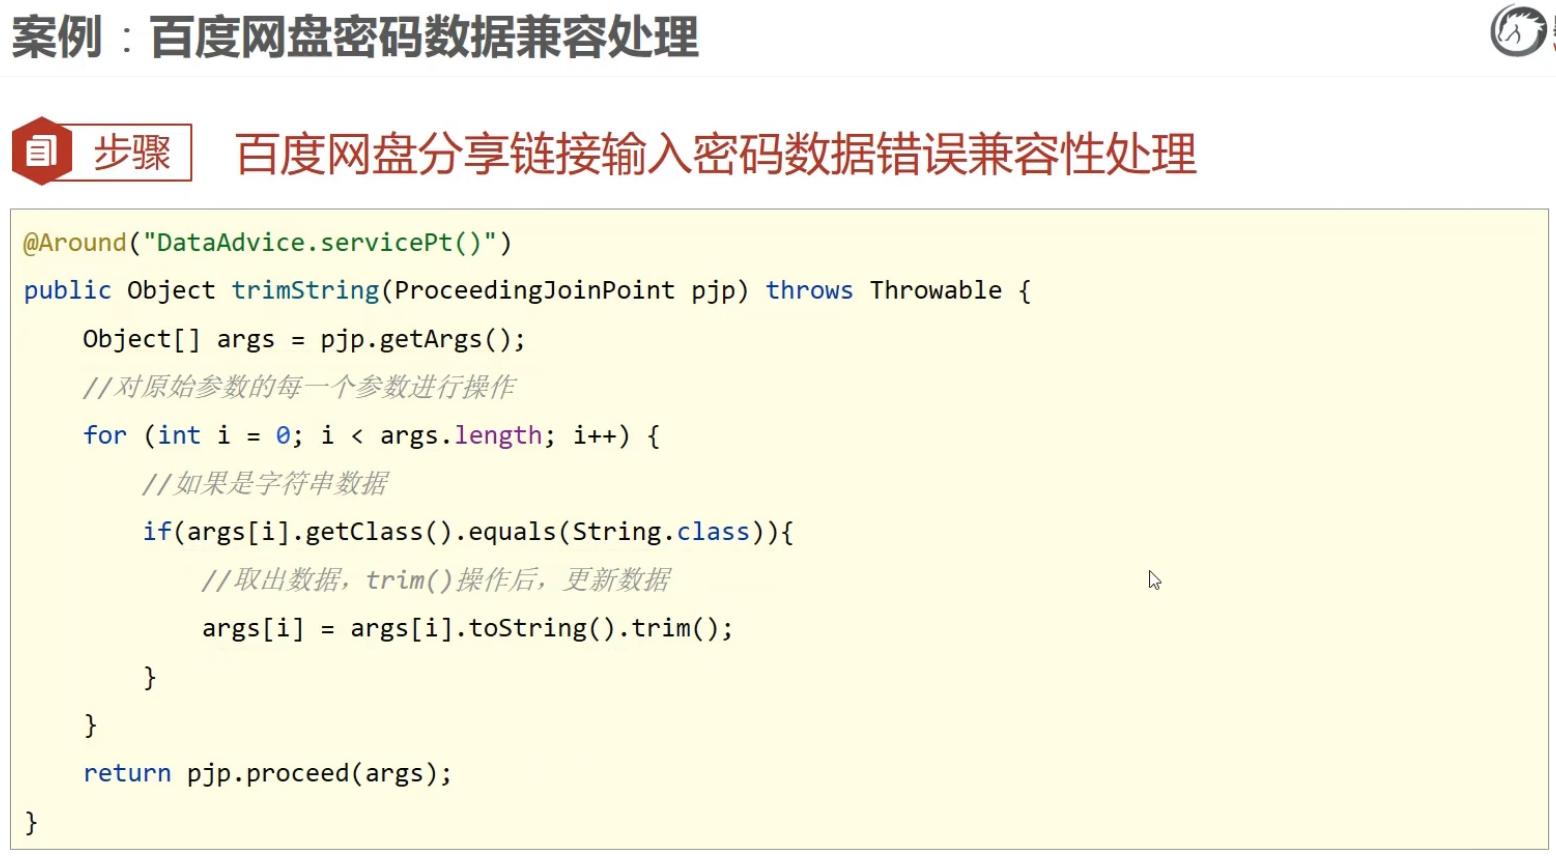 案例：百度网盘密码数据兼容处理
步骤
百度网盘分享链接输入密码数据错误兼容性处理
@Around("DataAdvice.servicePt()")
public Object trimString(ProceedingJoinPoint pjp) throws Throwable {
    Object[] args = pjp.getArgs();
    //对原始参数的每一个参数进行操作
    for (int i = 0; i < args.length; i++) {
        //如果是字符串数据
        if(args[i].getClass().equals(String.class)){
            //取出数据，trim()操作后，更新数据
            args[i] = args[i].toString().trim();
        }
    }
    return pjp.proceed(args);
}